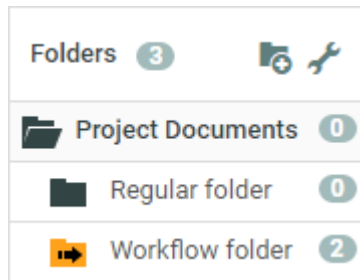 Folders 3
Project Documents 0
Regular folder 0
Workflow folder 2